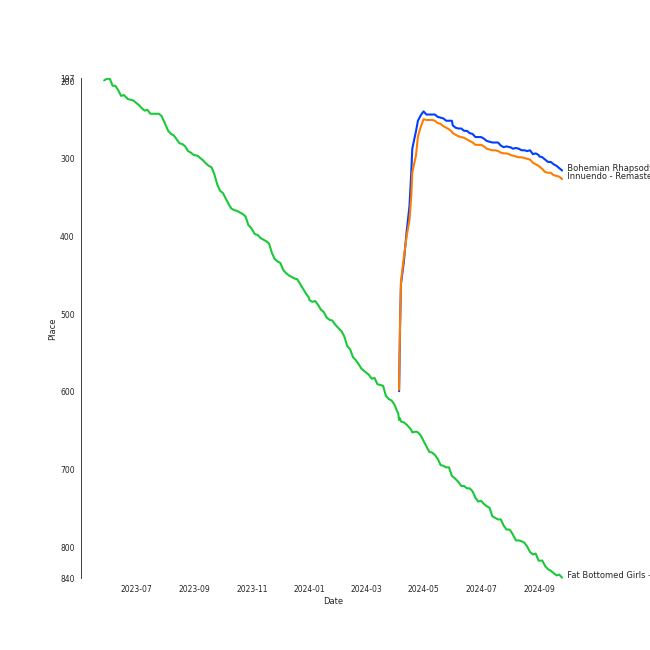 197
200
300
400
500
600
700
800
840
Place
2023-07 2023-09 2023-11 2024-01 2024-03 2024-05 2024-07 2024-09
Date
Bohemian Rhapsod
Innuendo - Remaste
Fat Bottomed Girls -